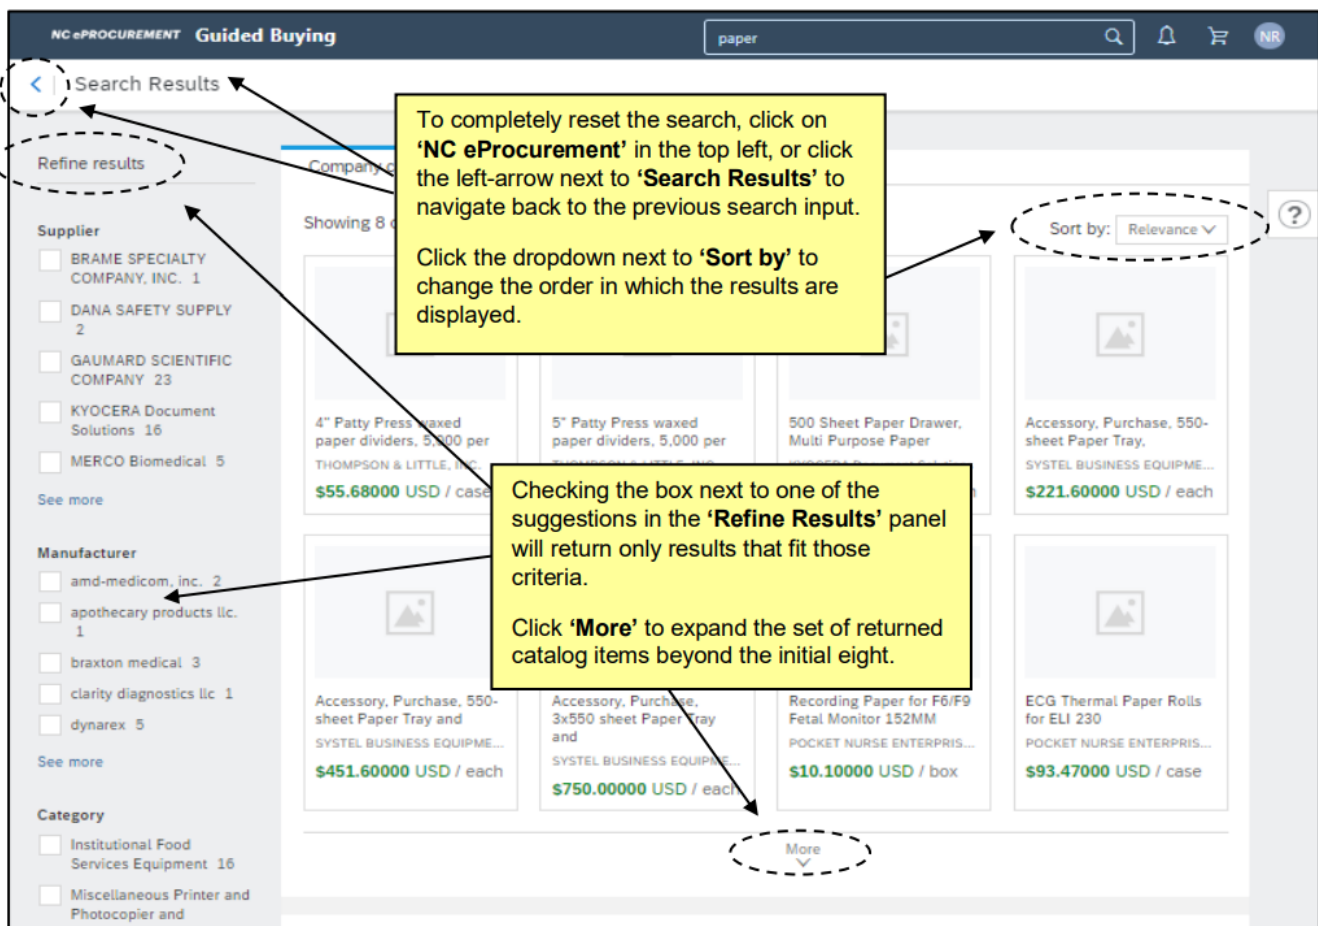 NC ePROCUREMENT Guided Buying
paper
NR
Search Results
To completely reset the search, click on
‘NC eProcurement’ in the top left, or click
the left-arrow next to ‘Search Results’ to
navigate back to the previous search input.
Click the dropdown next to ‘Sort by’ to
change the order in which the results are
displayed.
Refine results
Supplier
BRAME SPECIALTY
COMPANY, INC. 1
DANA SAFETY SUPPLY
2
GAUMARD SCIENTIFIC
COMPANY 23
KYOCERA Document
Solutions 16
MERCO Biomedical 5
See more
Manufacturer
amd-medicom, inc. 2
apothecary products llc.
1
braxton medical 3
clarity diagnostics llc 1
dynarex 5
See more
Category
Institutional Food
Services Equipment 16
Miscellaneous Printer and
Photocopier and
Company
Showing 8
Sort by: Relevance
?
4" Patty Press waxed
paper dividers, 5,000 per
THOMPSON & LITTLE, INC.
$55.68000 USD / case
5" Patty Press waxed
paper dividers, 5,000 per
500 Sheet Paper Drawer,
Multi Purpose Paper
Accessory, Purchase, 550-
sheet Paper Tray,
SYSTEL BUSINESS EQUIPME...
$221.60000 USD / each
Checking the box next to one of the
suggestions in the ‘Refine Results’ panel
will return only results that fit those
criteria.
Click ‘More’ to expand the set of returned
catalog items beyond the initial eight.
Accessory, Purchase, 550-
sheet Paper Tray and
SYSTEL BUSINESS EQUIPME...
$451.60000 USD / each
Accessory, Purchase,
3x550 sheet Paper Tray
and
SYSTEL BUSINESS EQUIPME...
$750.00000 USD / each
Recording Paper for F6/F9
Fetal Monitor 152MM
POCKET NURSE ENTERPRIS...
$10.10000 USD / box
ECG Thermal Paper Rolls
for ELI 230
POCKET NURSE ENTERPRIS...
$93.47000 USD / case
More